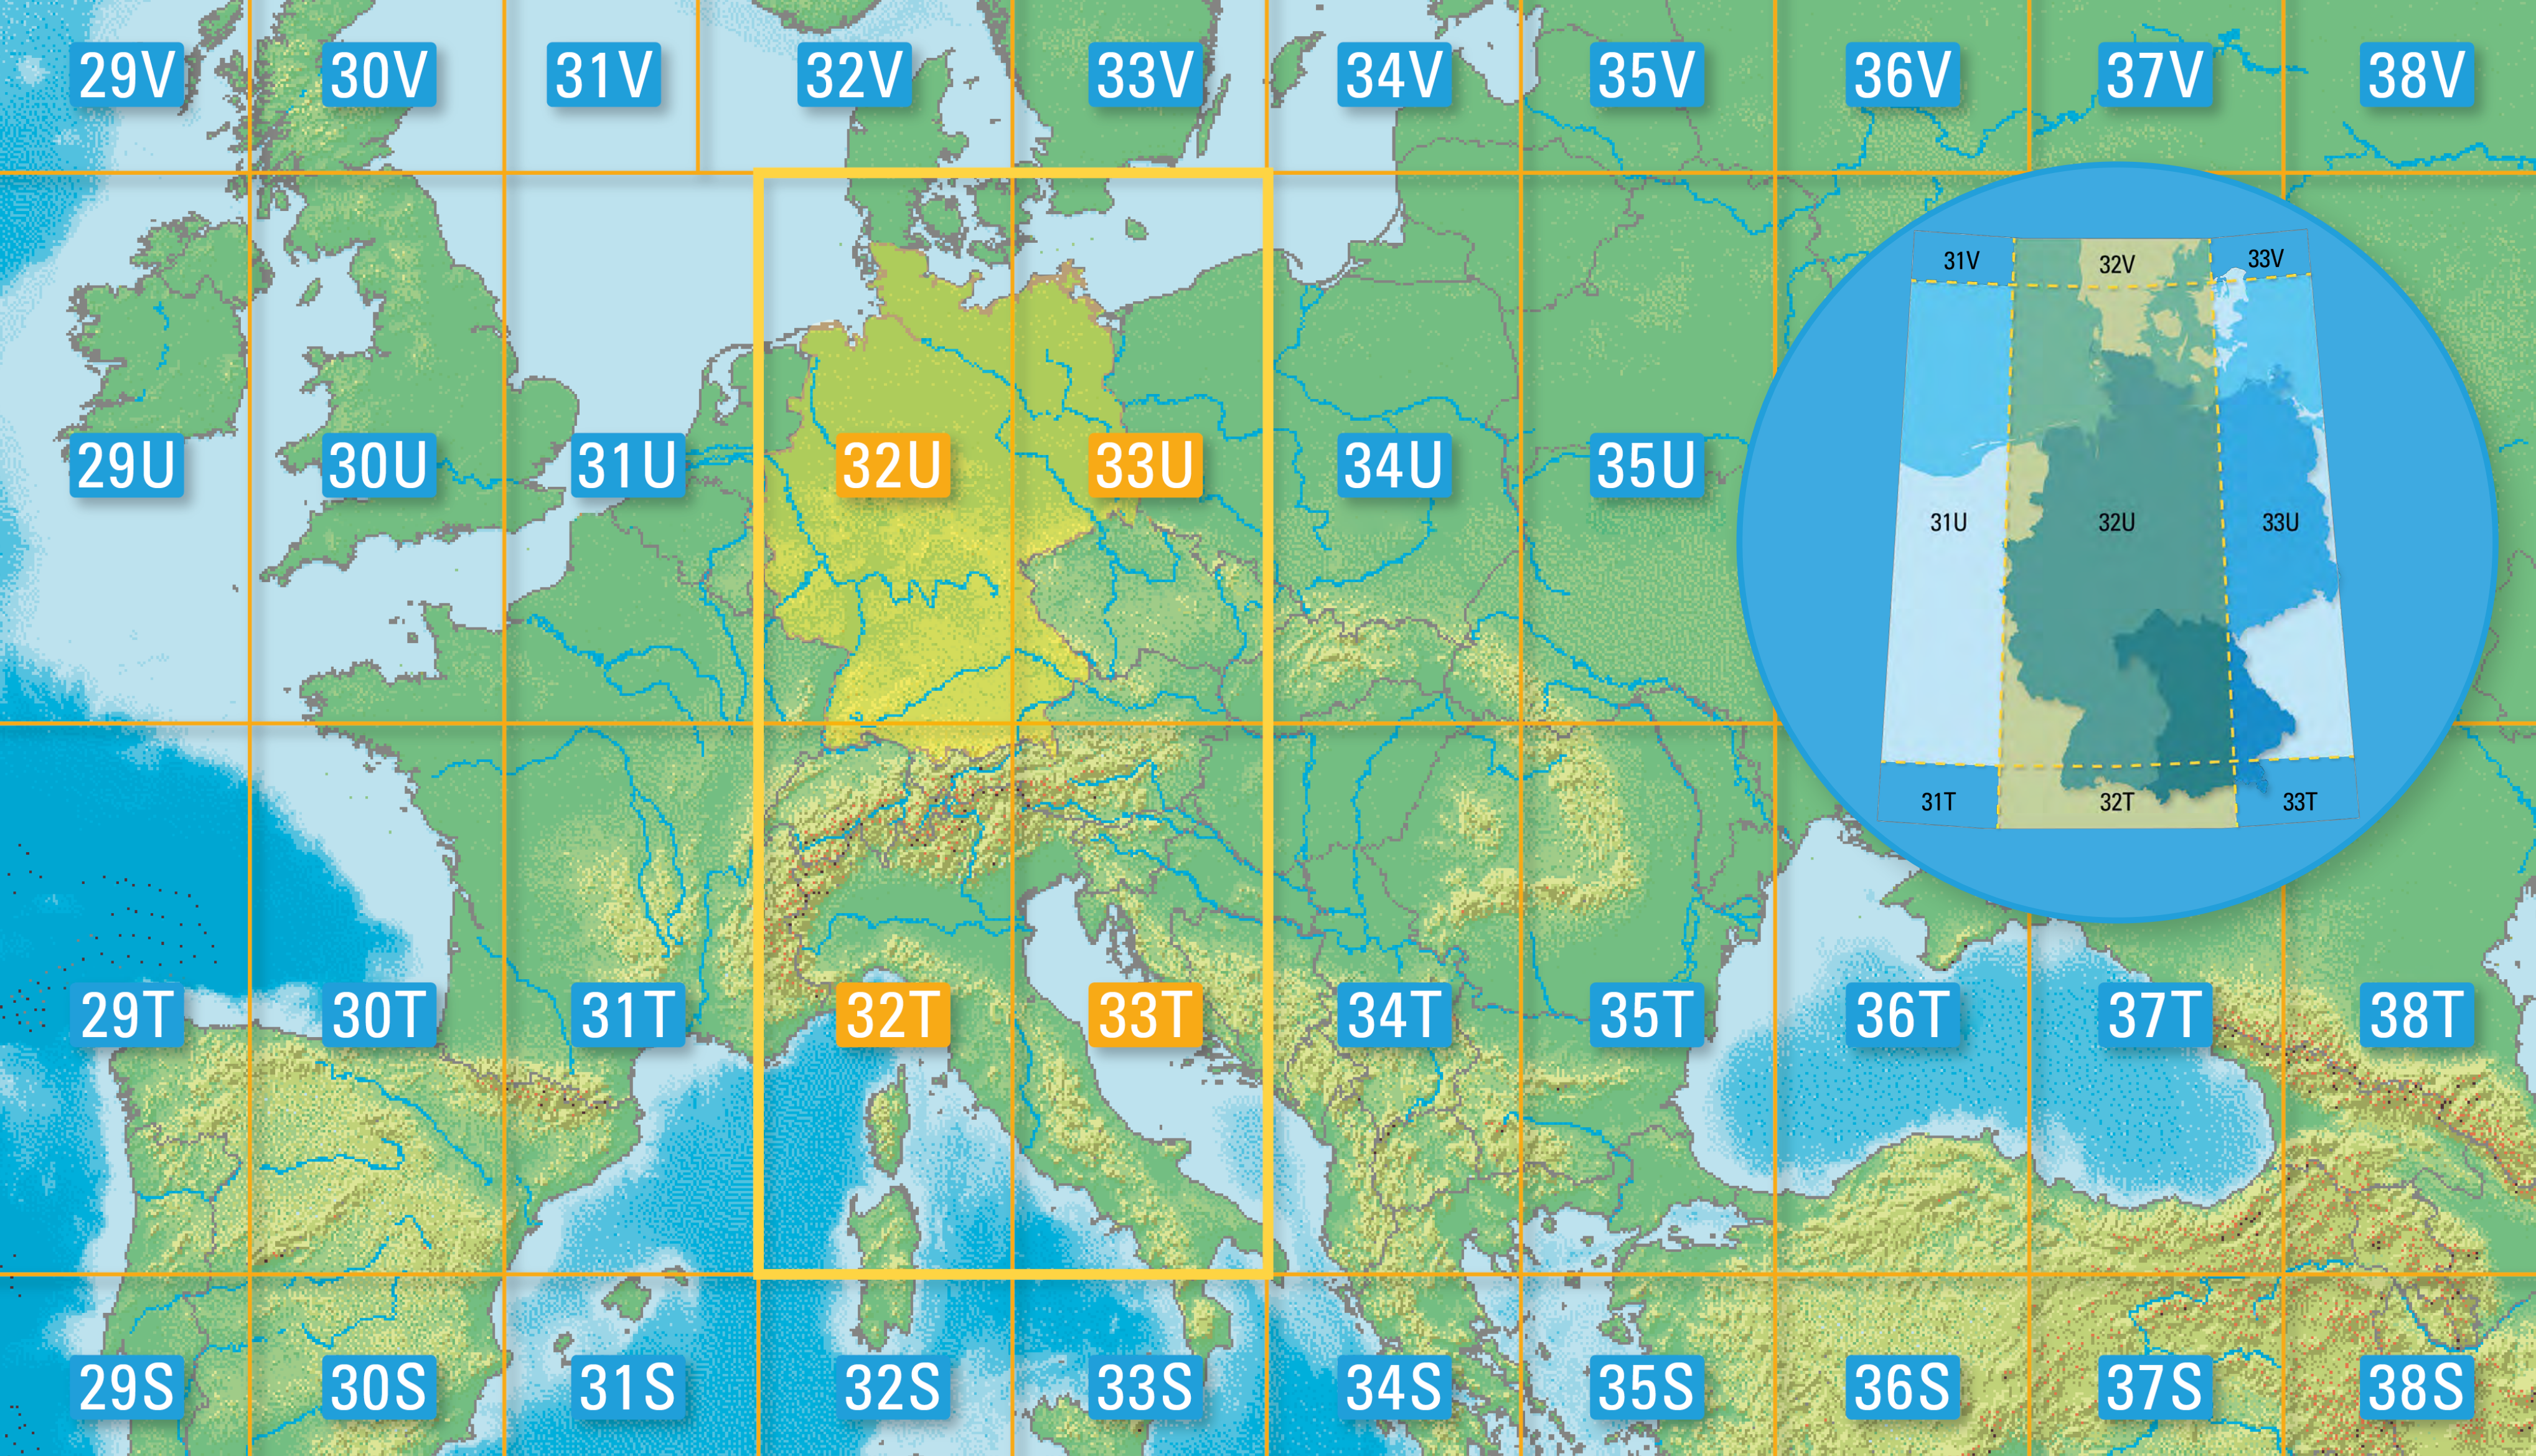 29V 30V 31V 32V 33V 34V 35V 36V 37V 38V
31V 32V 33V
29U 30U 31U 32U 33U 34U 35U
31U 32U 33U
31T 32T 33T
29T 30T 31T 32T 33T 34T 35T 36T 37T 38T
29S 30S 31S 32S 33S 34S 35S 36S 37S 38S